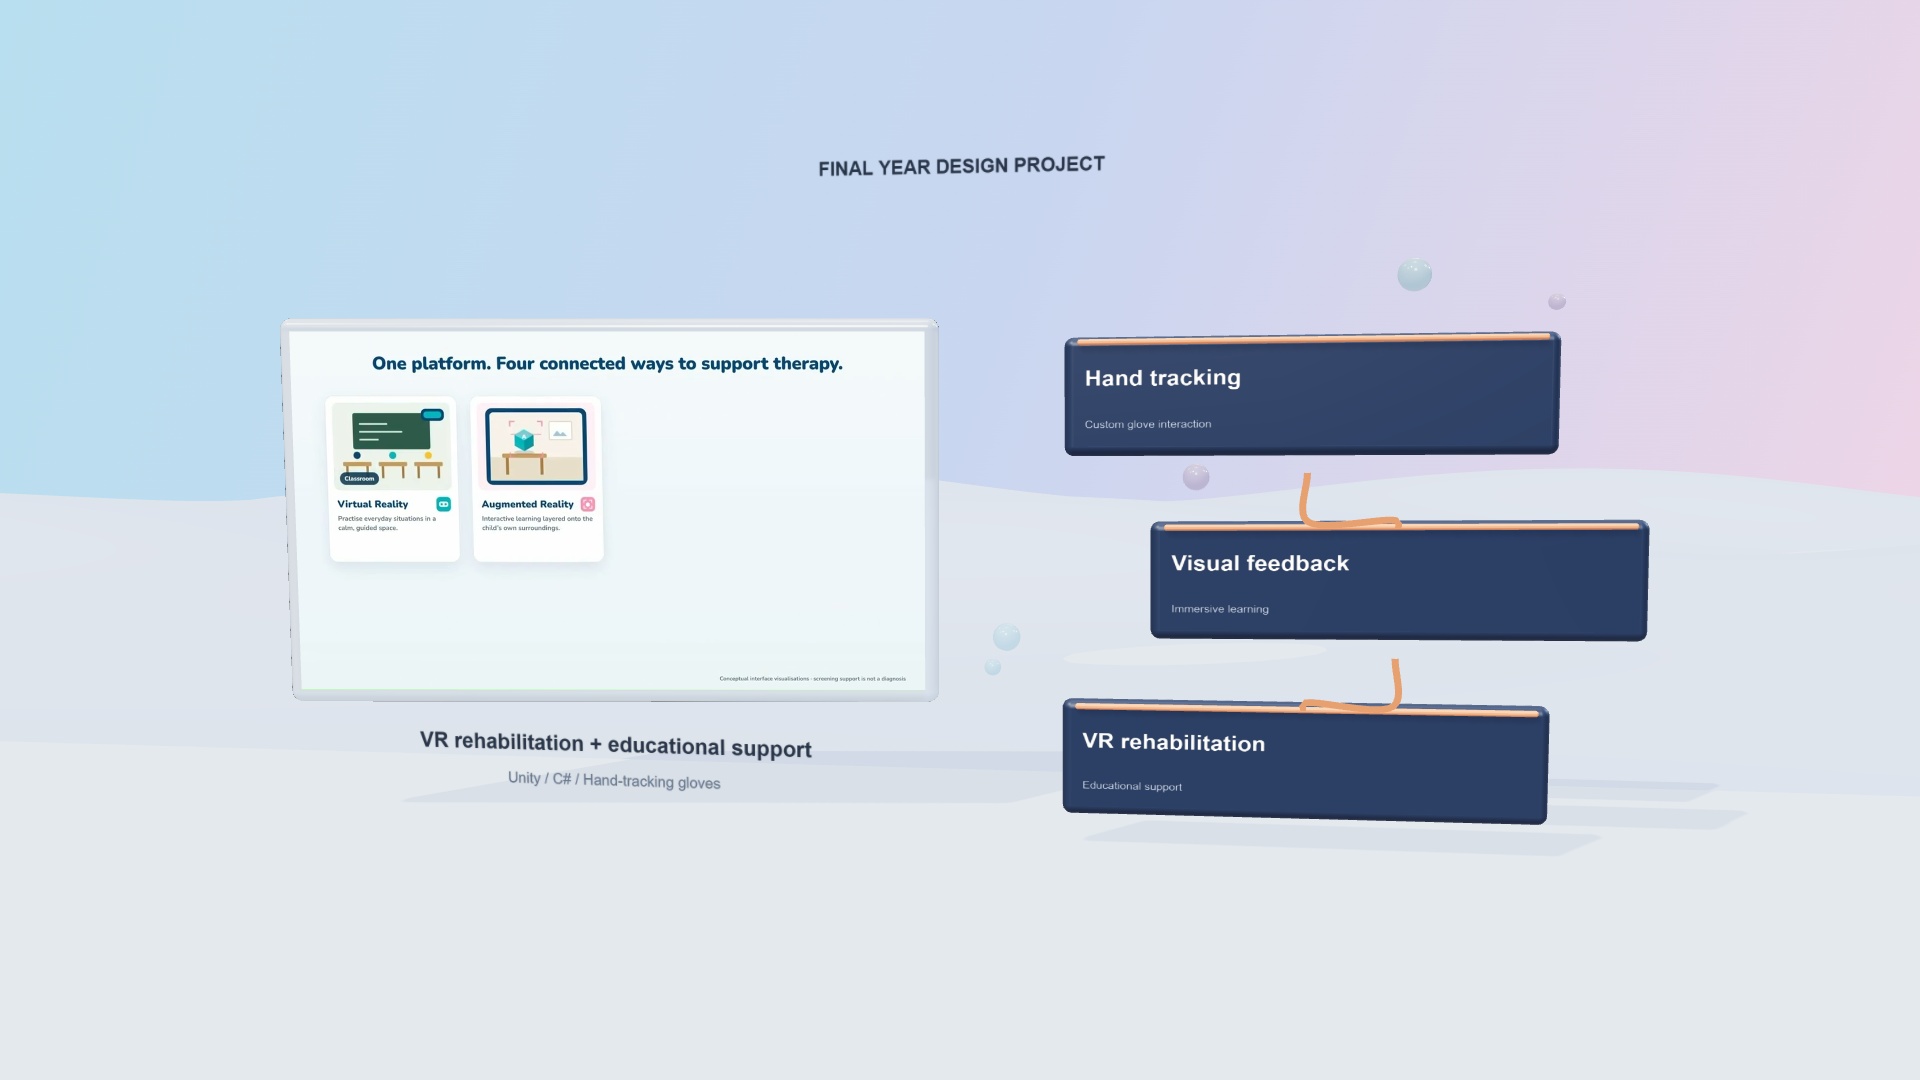 FINAL YEAR DESIGN PROJECT
One platform. Four connected ways to support therapy.
Classroom
Virtual Reality
Practise everyday situations in a
calm, guided space.
Augmented Reality
Interactive learning layered onto the
child's own surroundings.
Conceptual interface visualisations - screening support is not a diagnosis
VR rehabilitation + educational support
Unity / C# / Hand-tracking gloves
Hand tracking
Custom glove interaction
Visual feedback
Immersive learning
VR rehabilitation
Educational support